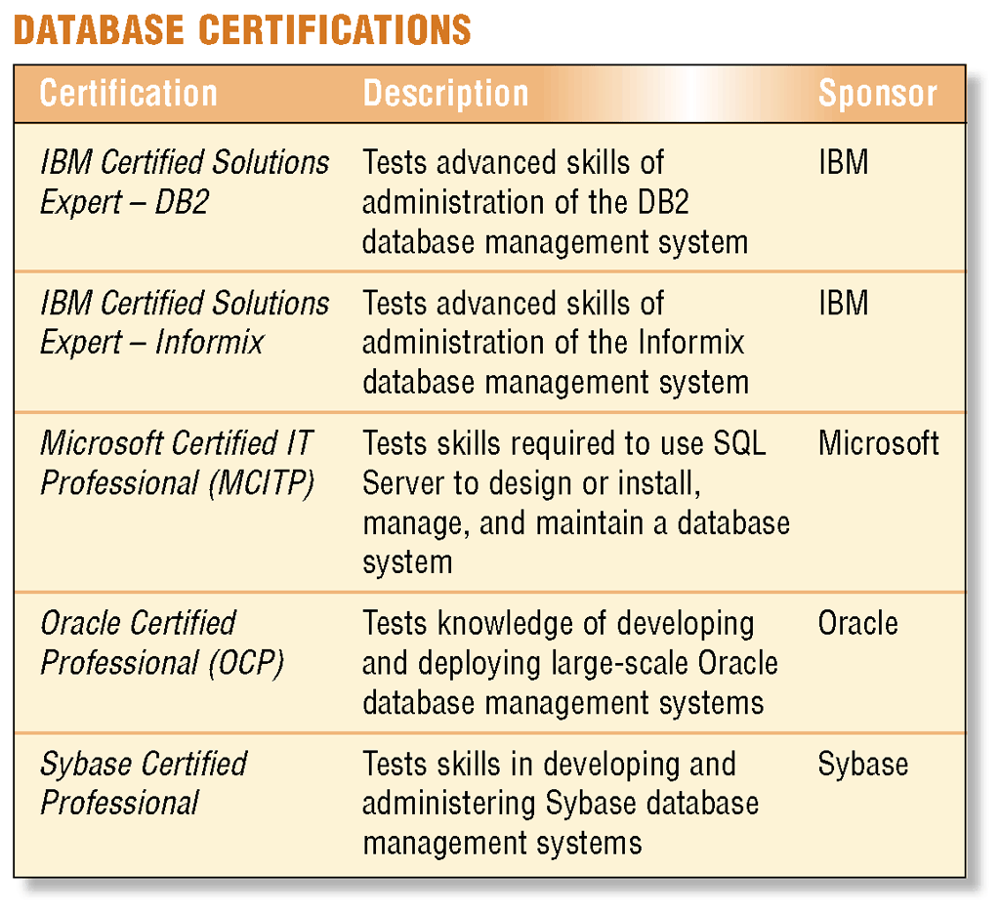 DATABASE CERTIFICATIONS
Certification Description Sponsor
IBM Certified Solutions Tests advanced skills of IBM
Expert – DB2 administration of the DB2
database management system
IBM Certified Solutions Tests advanced skills of IBM
Expert – Informix administration of the Informix
database management system
Microsoft Certified IT Tests skills required to use SQL Microsoft
Professional (MCITP) Server to design or install,
manage, and maintain a database
system
Oracle Certified Tests knowledge of developing Oracle
Professional (OCP) and deploying large-scale Oracle
database management systems
Sybase Certified Tests skills in developing and Sybase
Professional administering Sybase database
management systems